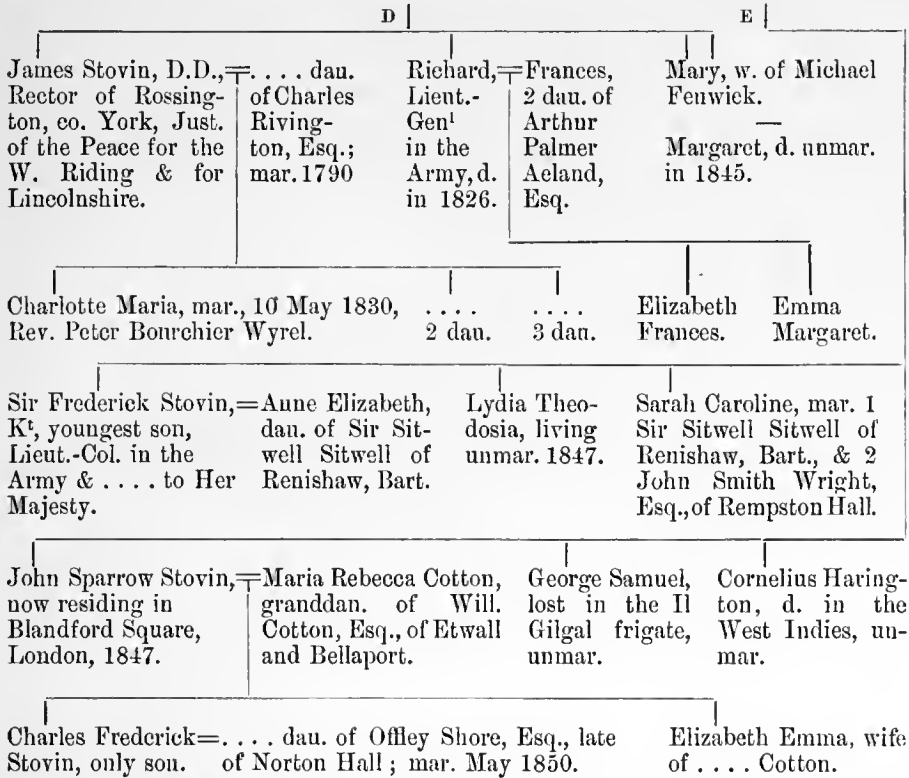 D E
James Stovin, D.D.,
Rector of Rossing-
ton, co. York, Just.
of the Peace for the
W. Riding & for
Lincolnshire.
=. . . . dau.
of Charles
Riving-
ton, Esq.;
mar. 1790
Richard,
Lieut.-
Genˡ
in the
Army, d.
in 1826.
=Frances,
2 dau. of
Arthur
Palmer
Acland,
Esq.
Mary, w. of Michael
Fenwick.
—
Margaret, d. unmar.
in 1845.
Charlotte Maria, mar., 10 May 1830,
Rev. Peter Bourchier Wyrel.
. . . .
2 dau.
. . . .
3 dau.
Elizabeth
Frances.
Emma
Margaret.
Sir Frederick Stovin,
Kᵗ, youngest son,
Lieut.-Col. in the
Army & . . . . to Her
Majesty.
=Anne Elizabeth,
dau. of Sir Sit-
well Sitwell of
Renishaw, Bart.
Lydia Theo-
dosia, living
unmar. 1847.
Sarah Caroline, mar. 1
Sir Sitwell Sitwell of
Renishaw, Bart., & 2
John Smith Wright,
Esq., of Rempston Hall.
John Sparrow Stovin,
now residing in
Blandford Square,
London, 1847.
=Maria Rebecca Cotton,
granddau. of Will.
Cotton, Esq., of Etwall
and Bellaport.
George Samuel,
lost in the Il
Gilgal frigate,
unmar.
Cornelius Haring-
ton, d. in the
West Indies, un-
mar.
Charles Frederick
Stovin, only son.
=. . . . dau. of Offley Shore, Esq., late
of Norton Hall; mar. May 1850.
Elizabeth Emma, wife
of . . . . Cotton.